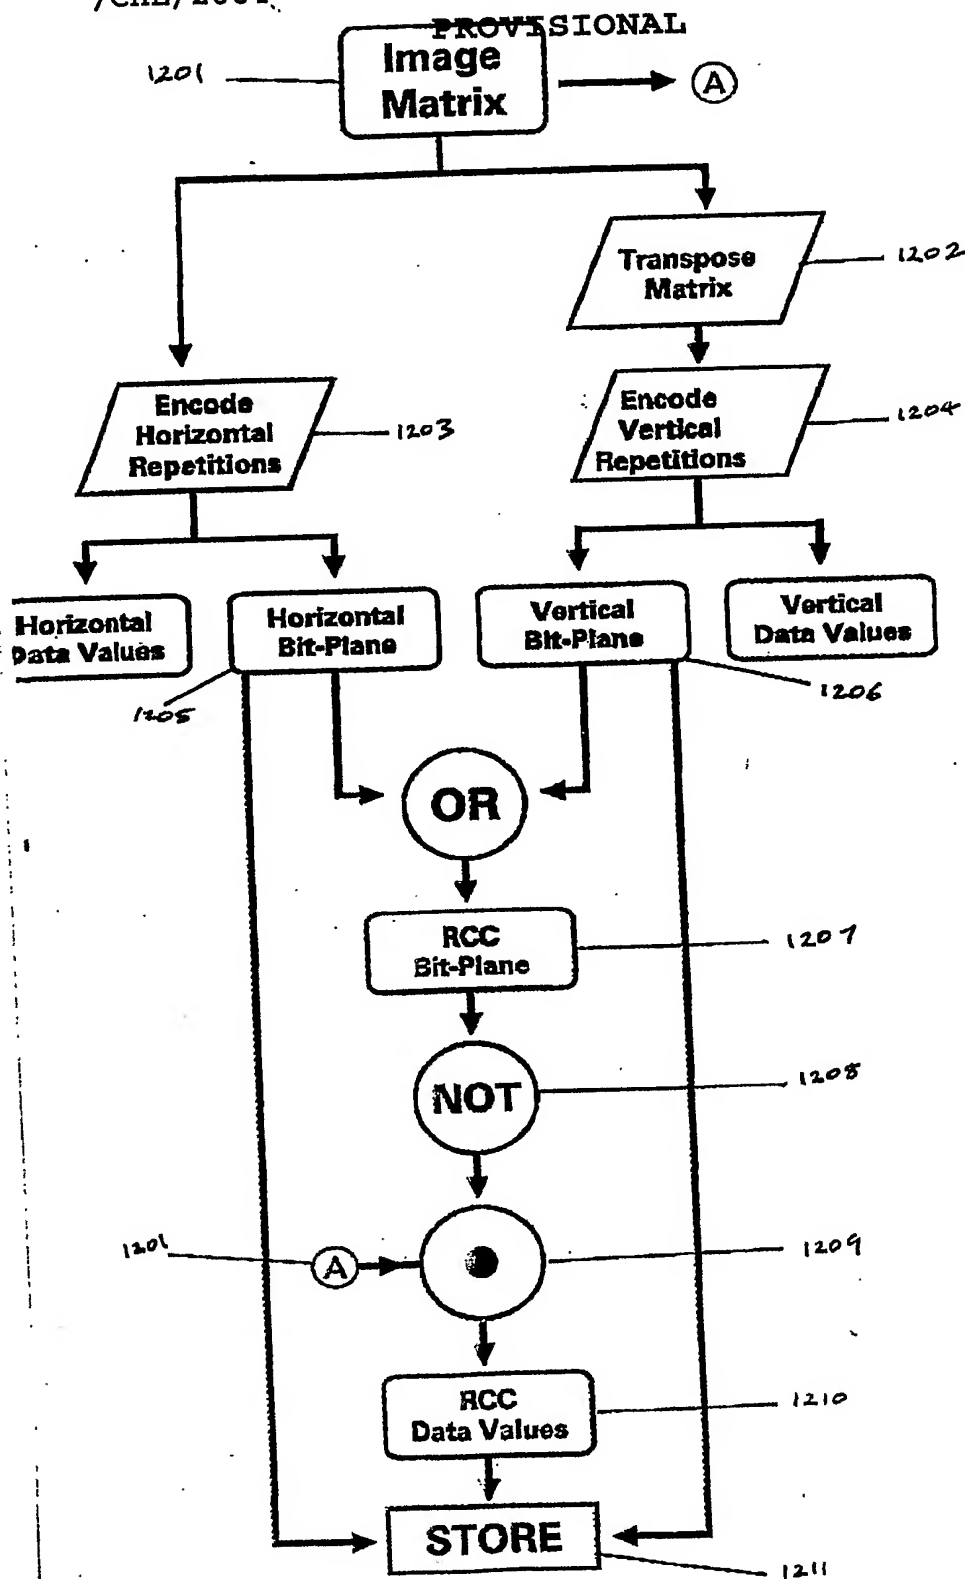 /CHE/2004
PROVISIONAL
Image
Matrix
1201
A
Transpose
Matrix
1202
Encode
Horizontal
Repetitions
1203
Encode
Vertical
Repetitions
1204
Horizontal
Data Values
Horizontal
Bit-Plane
Vertical
Bit-Plane
Vertical
Data Values
1205
1206
OR
RCC
Bit-Plane
1207
NOT
1208
1201
A
1209
RCC
Data Values
1210
STORE
1211